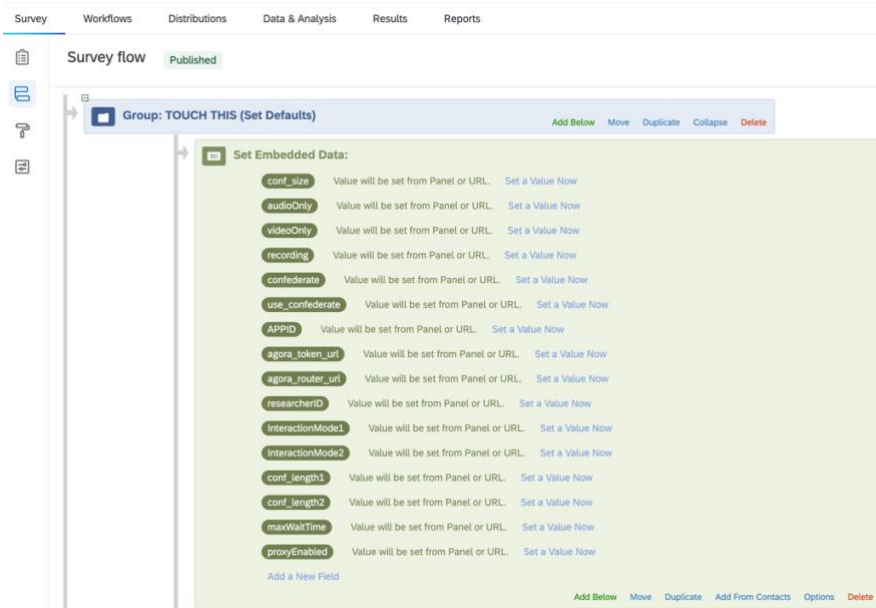 Survey Workflows Distributions Data & Analysis Results Reports
Survey flow Published
Group: TOUCH THIS (Set Defaults) Add Below Move Duplicate Collapse Delete
Set Embedded Data:
conf_size Value will be set from Panel or URL. Set a Value Now
audioOnly Value will be set from Panel or URL. Set a Value Now
videoOnly Value will be set from Panel or URL. Set a Value Now
recording Value will be set from Panel or URL. Set a Value Now
confederate Value will be set from Panel or URL. Set a Value Now
use_confederate Value will be set from Panel or URL. Set a Value Now
APPID Value will be set from Panel or URL. Set a Value Now
agora_token_url Value will be set from Panel or URL. Set a Value Now
agora_router_url Value will be set from Panel or URL. Set a Value Now
researcherID Value will be set from Panel or URL. Set a Value Now
InteractionMode1 Value will be set from Panel or URL. Set a Value Now
InteractionMode2 Value will be set from Panel or URL. Set a Value Now
conf_length1 Value will be set from Panel or URL. Set a Value Now
conf_length2 Value will be set from Panel or URL. Set a Value Now
maxWaitTime Value will be set from Panel or URL. Set a Value Now
proxyEnabled Value will be set from Panel or URL. Set a Value Now
Add a New Field
Add Below Move Duplicate Add From Contacts Options Delete